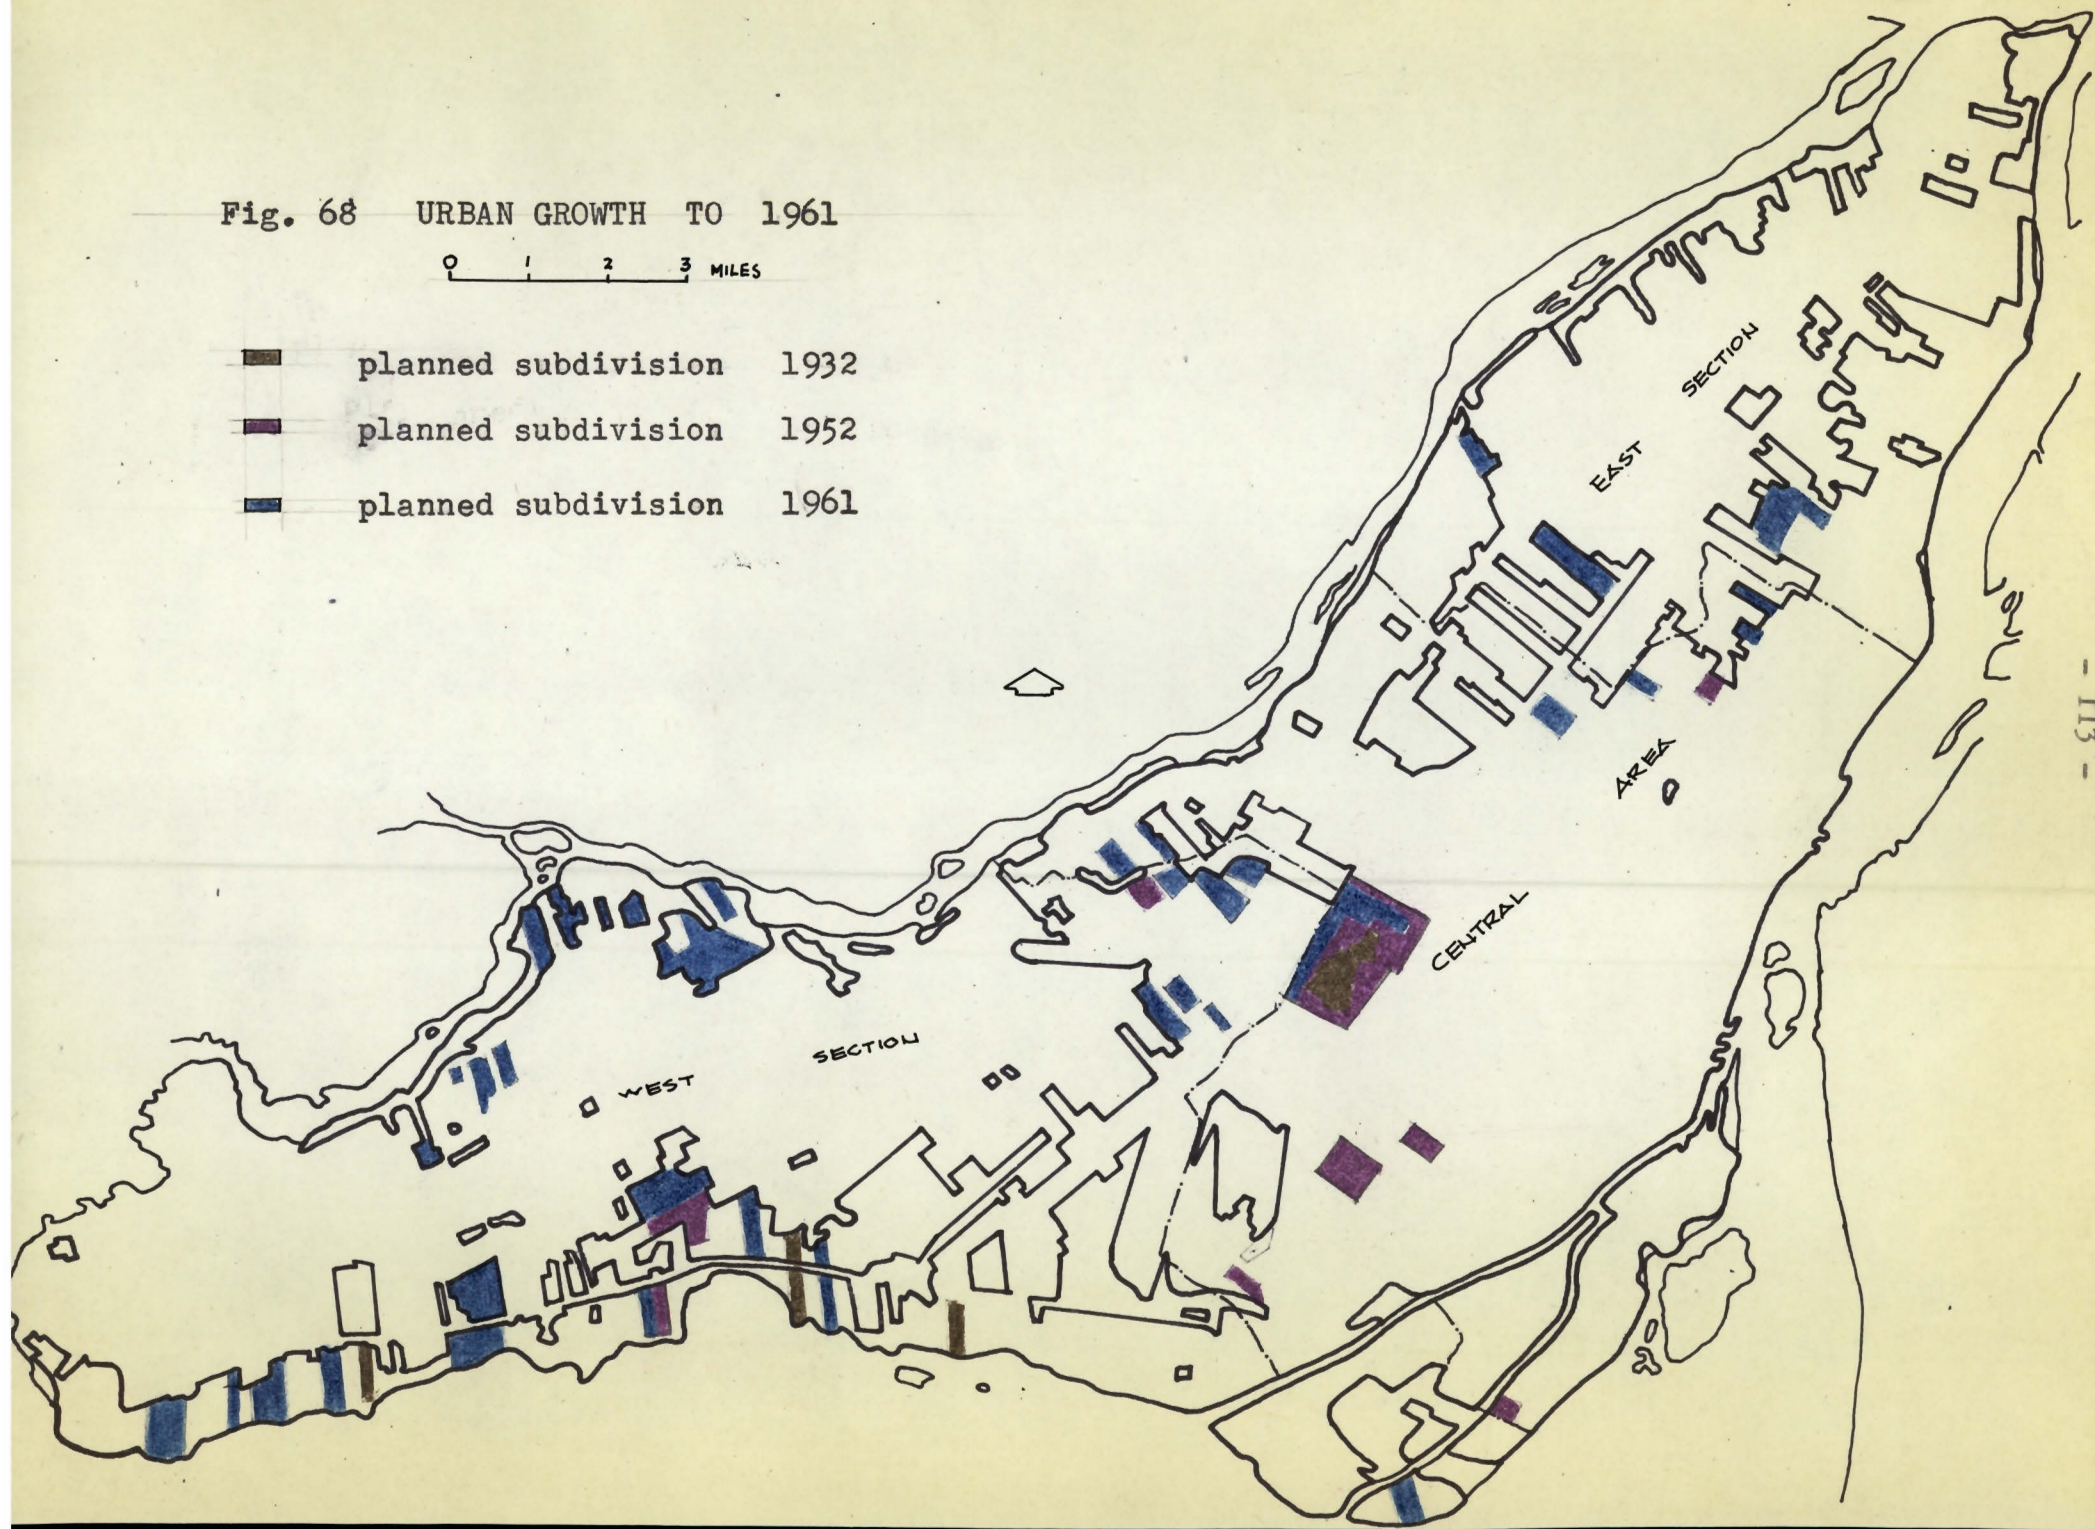 Fig. 68 URBAN GROWTH TO 1961
0 1 2 3 MILES
planned subdivision 1932
planned subdivision 1952
planned subdivision 1961
EAST SECTION
CENTRAL AREA
WEST SECTION
- 113 -